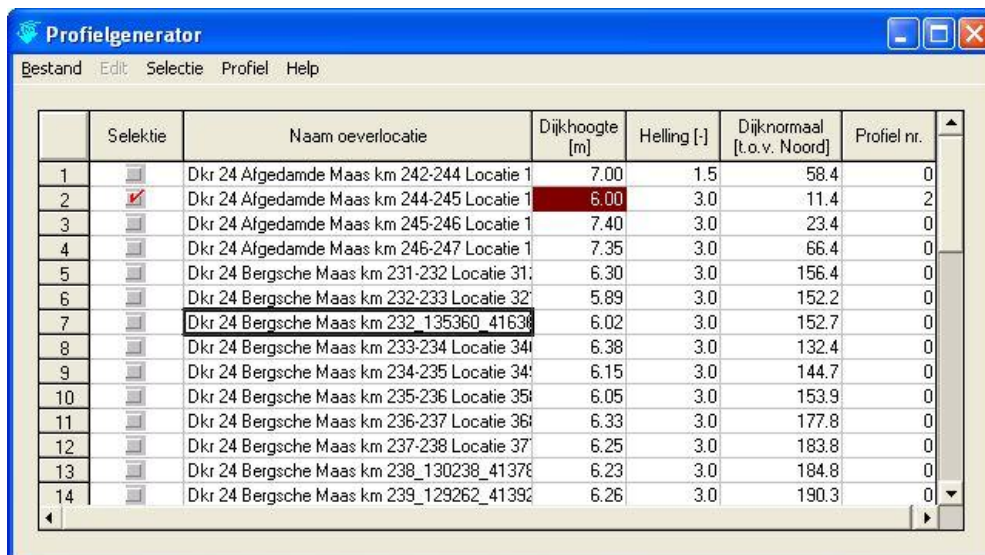 Profielgenerator
Bestand Edit Selectie Profiel Help
Selektie Naam oeverlocatie Dijkhoogte [m] Helling [-] Dijknormaal [t.o.v. Noord] Profiel nr.
1 Dkr 24 Afgedamde Maas km 242-244 Locatie 1 7.00 1.5 58.4 0
2 Dkr 24 Afgedamde Maas km 244-245 Locatie 1 6.00 3.0 11.4 2
3 Dkr 24 Afgedamde Maas km 245-246 Locatie 1 7.40 3.0 23.4 0
4 Dkr 24 Afgedamde Maas km 246-247 Locatie 1 7.35 3.0 66.4 0
5 Dkr 24 Bergsche Maas km 231-232 Locatie 6.30 3.0 156.4 0
6 Dkr 24 Bergsche Maas km 232-233 Locatie 5.89 3.0 152.2 0
7 Dkr 24 Bergsche Maas km 6.02 3.0 152.7 0
8 Dkr 24 Bergsche Maas km 233-234 Locatie 6.38 3.0 132.4 0
9 Dkr 24 Bergsche Maas km 234-235 Locatie 6.15 3.0 144.7 0
10 Dkr 24 Bergsche Maas km 235-236 Locatie 6.05 3.0 153.9 0
11 Dkr 24 Bergsche Maas km 236-237 Locatie 6.33 3.0 177.8 0
12 Dkr 24 Bergsche Maas km 237-238 Locatie 37 6.25 3.0 183.8 0
13 Dkr 24 Bergsche Maas km 238_130238_41378 6.23 3.0 184.8 0
14 Dkr 24 Bergsche Maas km 239_129262_41392 6.26 3.0 190.3 0